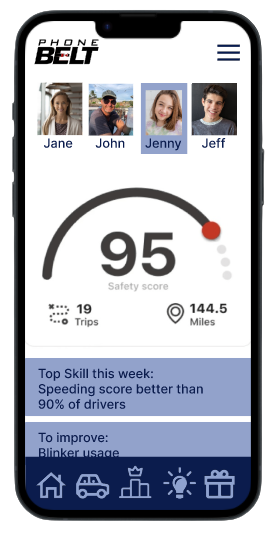 PHONE
BELT
Jane John Jenny Jeff
95
Safety score
19
Trips
144.5
Miles
Top Skill this week:
Speeding score better than
90% of drivers
To improve:
Blinker usage